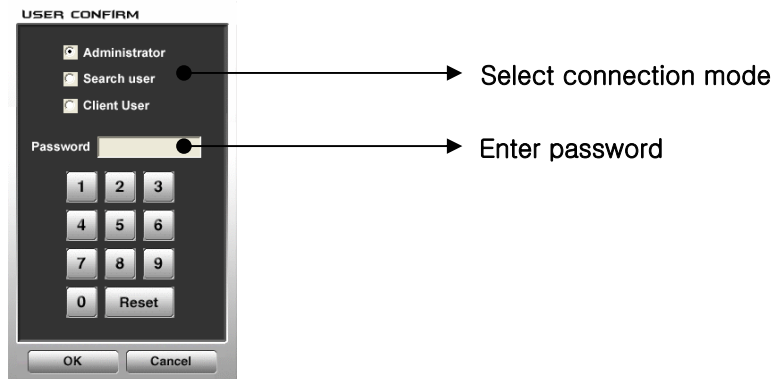 USER CONFIRM
Administrator
Search user
Select connection mode
Client User
Password
Enter password
1 2 3
4 5 6
7 8 9
0 Reset
OK Cancel